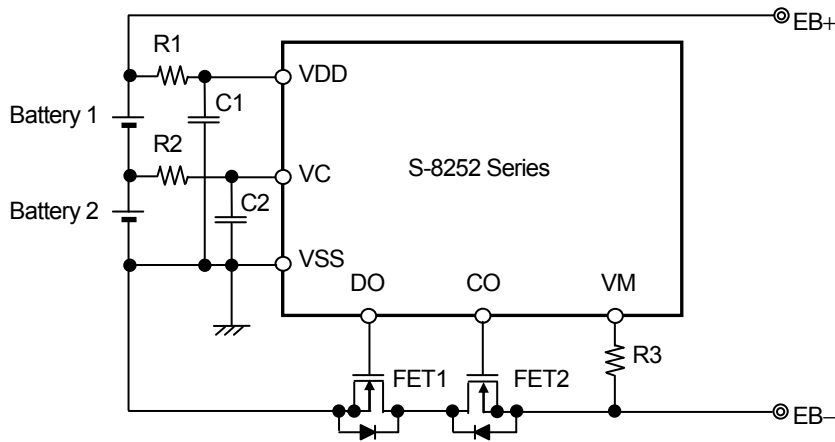 EB+
R1
VDD
C1
Battery 1
R2
VC
S-8252 Series
Battery 2
C2
VSS
DO
CO
VM
R3
FET1
FET2
EB−